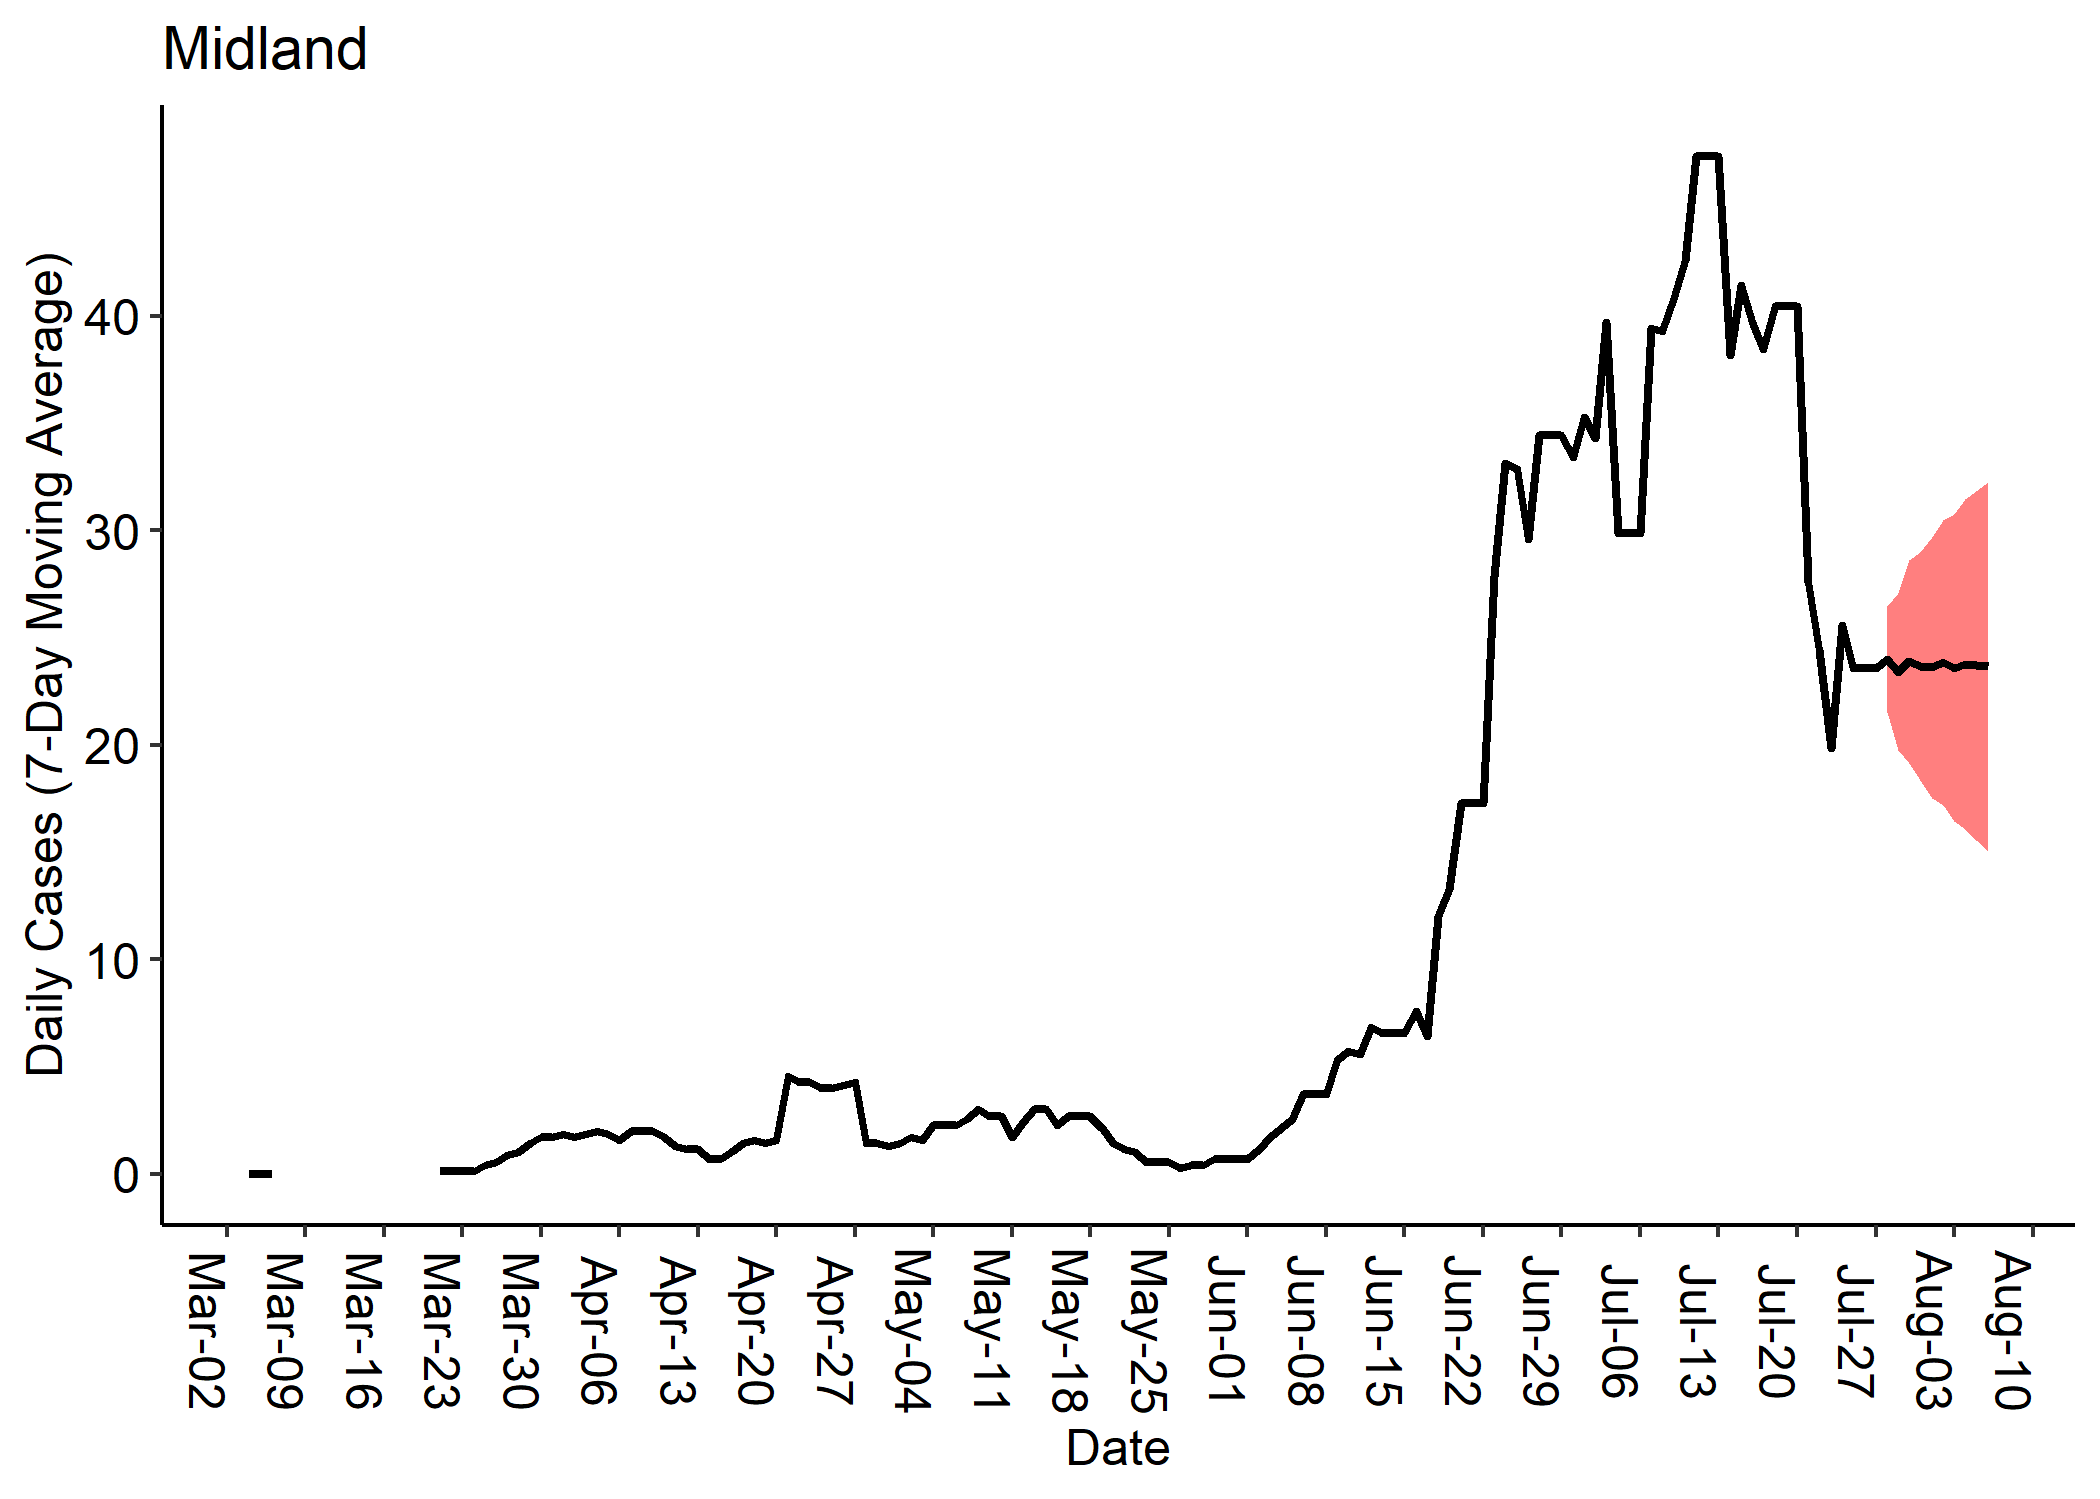 Midland
Daily Cases (7-Day Moving Average)
40
30
20
10
0
Mar-02
Mar-09
Mar-16
Mar-23
Mar-30
Apr-06
Apr-13
Apr-20
Apr-27
May-04
May-11
May-18
May-25
Jun-01
Jun-08
Jun-15
Jun-22
Jun-29
Jul-06
Jul-13
Jul-20
Jul-27
Aug-03
Aug-10
Date